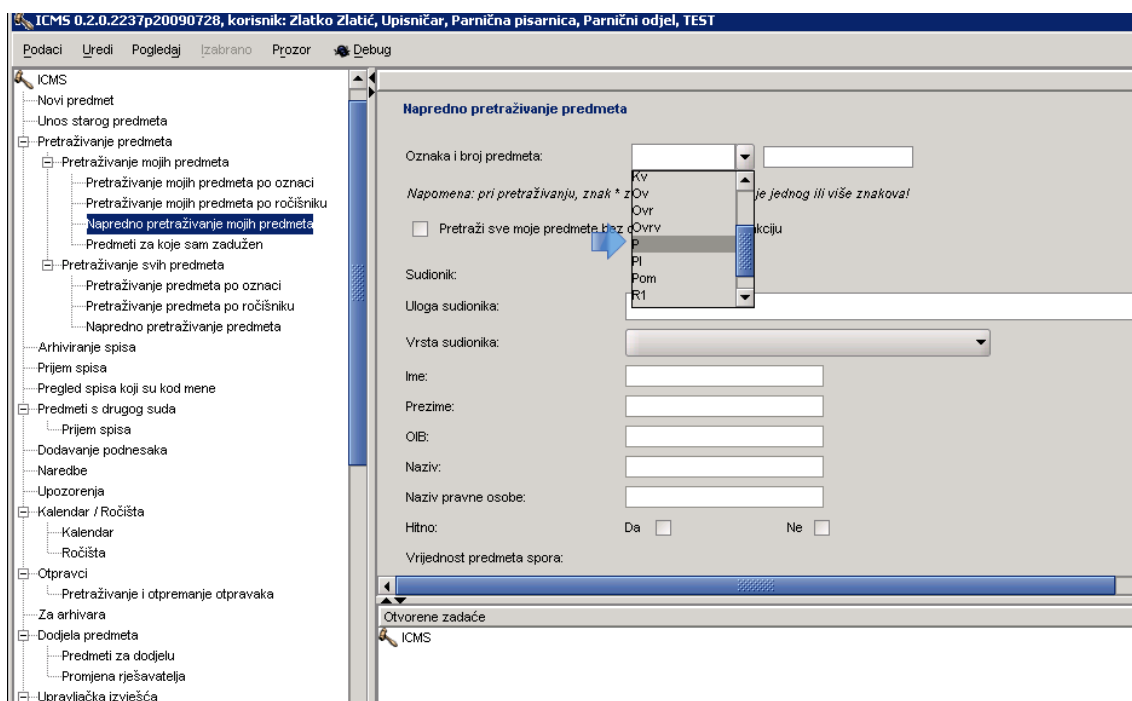 ICMS 0.2.0.2237p20090728, korisnik: Zlatko Zlatić, Upisničar, Parnična pisarnica, Parnični odjel, TEST
Podaci Uredi Pogledaj Izabrano Prozor Debug
ICMS
Novi predmet
Unos starog predmeta
Pretraživanje predmeta
Pretraživanje mojih predmeta
Pretraživanje mojih predmeta po oznaci
Pretraživanje mojih predmeta po ročišniku
Napredno pretraživanje mojih predmeta
Predmeti za koje sam zadužen
Pretraživanje svih predmeta
Pretraživanje predmeta po oznaci
Pretraživanje predmeta po ročišniku
Napredno pretraživanje predmeta
Arhiviranje spisa
Prijem spisa
Pregled spisa koji su kod mene
Predmeti s drugog suda
Prijem spisa
Dodavanje podnesaka
Naredbe
Upozorenja
Kalendar / Ročišta
Kalendar
Ročišta
Otpravci
Pretraživanje i otpremanje otpravaka
Za arhivara
Dodjela predmeta
Predmeti za dodjelu
Promjena rješavatelja
Upravljačka izvješća
Napredno pretraživanje predmeta
Oznaka i broj predmeta:
Napomena: pri pretraživanju, znak * z je jednog ili više znakova!
Pretraži sve moje predmete bez kciju
Kv
Ov
Ovr
Ovrv
P
Pl
Pom
R1
Sudionik:
Uloga sudionika:
Vrsta sudionika:
Ime:
Prezime:
OIB:
Naziv:
Naziv pravne osobe:
Hitno: Da Ne
Vrijednost predmeta spora:
Otvorene zadaće
ICMS